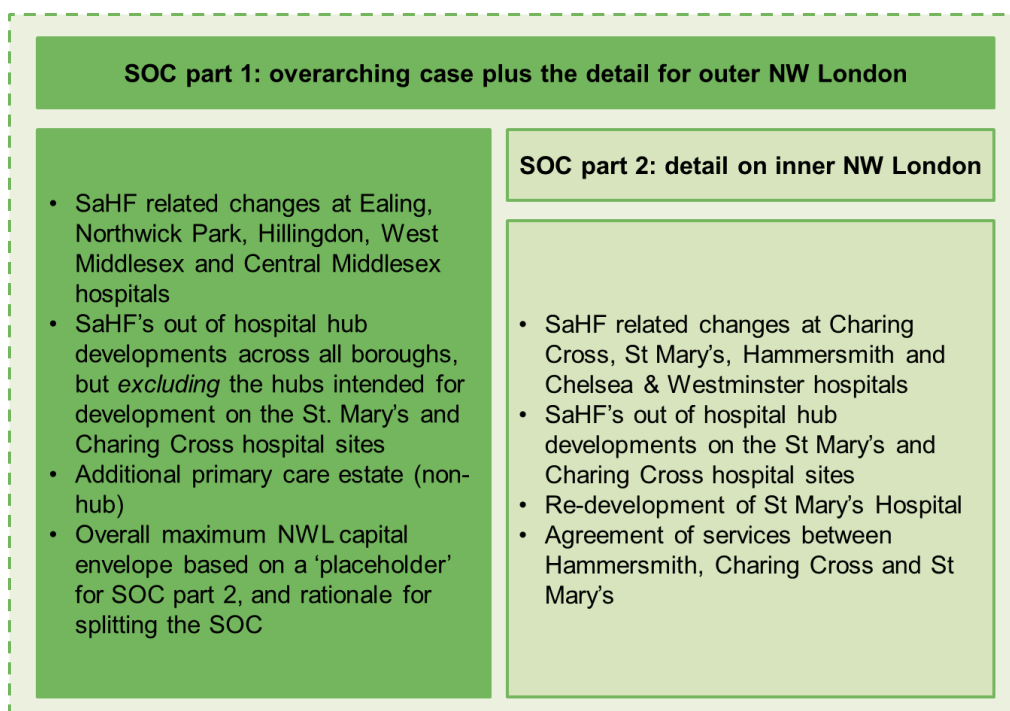 SOC part 1: overarching case plus the detail for outer NW London
• SaHF related changes at Ealing,
Northwick Park, Hillingdon, West
Middlesex and Central Middlesex
hospitals
• SaHF’s out of hospital hub
developments across all boroughs,
but excluding the hubs intended for
development on the St. Mary’s and
Charing Cross hospital sites
• Additional primary care estate (non-
hub)
• Overall maximum NWL capital
envelope based on a ‘placeholder’
for SOC part 2, and rationale for
splitting the SOC
SOC part 2: detail on inner NW London
• SaHF related changes at Charing
Cross, St Mary’s, Hammersmith and
Chelsea & Westminster hospitals
• SaHF’s out of hospital hub
developments on the St Mary’s and
Charing Cross hospital sites
• Re-development of St Mary’s Hospital
• Agreement of services between
Hammersmith, Charing Cross and St
Mary’s